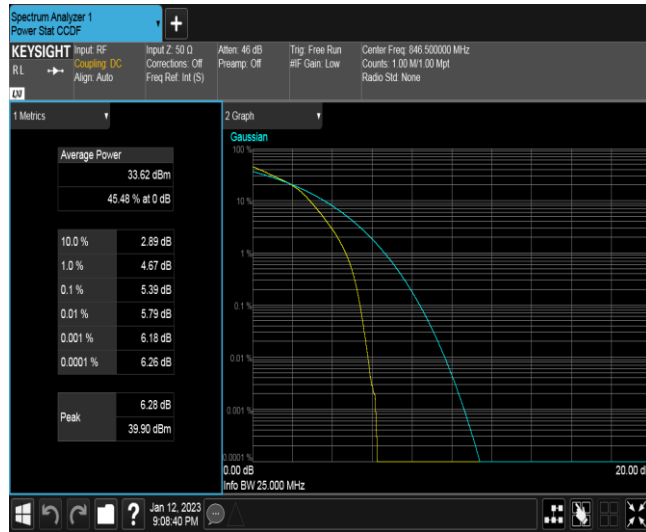 Spectrum Analyzer 1
Power Stat CCDF
+
KEYSIGHT Input: RF Input Z: 50 Ω Atten: 46 dB Trig: Free Run Center Freq: 846.500000 MHz
RL Coupling: DC Corrections: Off Preamp: Off #IF Gain: Low Counts: 1.00 M/1.00 Mpt
Align: Auto Freq Ref: Int (S) Radio Std: None
LXI
1 Metrics
2 Graph
Average Power
33.62 dBm
45.48 % at 0 dB
10.0 % 2.89 dB
1.0 % 4.67 dB
0.1 % 5.39 dB
0.01 % 5.79 dB
0.001 % 6.18 dB
0.0001 % 6.26 dB
Peak 6.28 dB
39.90 dBm
Gaussian
100 %
10 %
1 %
0.1 %
0.01 %
0.001 %
0.0001 %
0.00 dB 20.00 d
Info BW 25.000 MHz
? Jan 12, 2023
9:08:40 PM